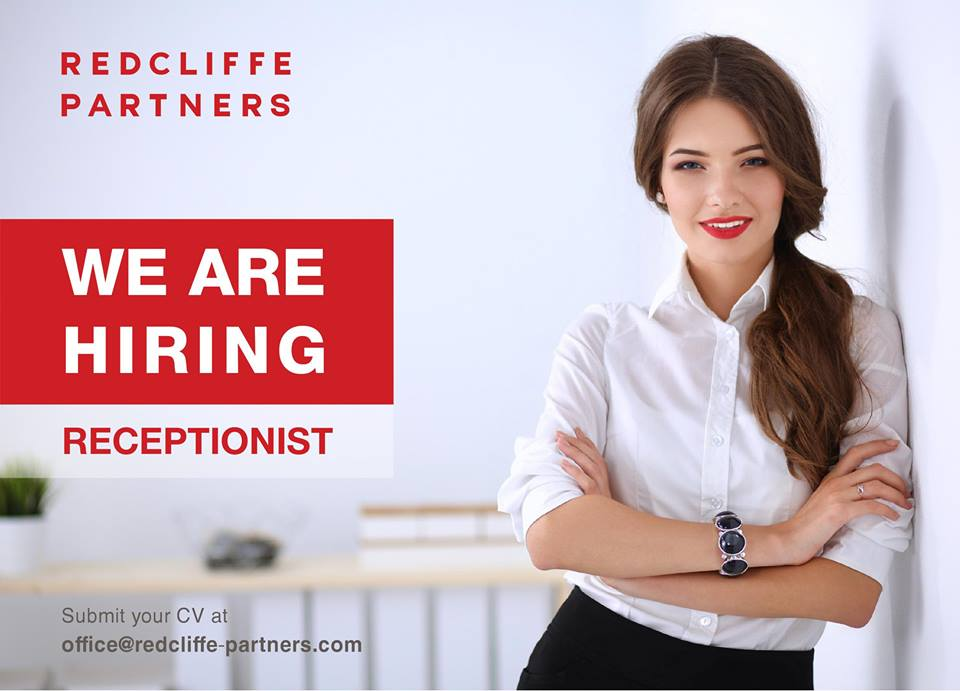 REDCLIFFE
PARTNERS
WE ARE
HIRING
RECEPTIONIST
Submit your CV at
office@redcliffe-partners.com